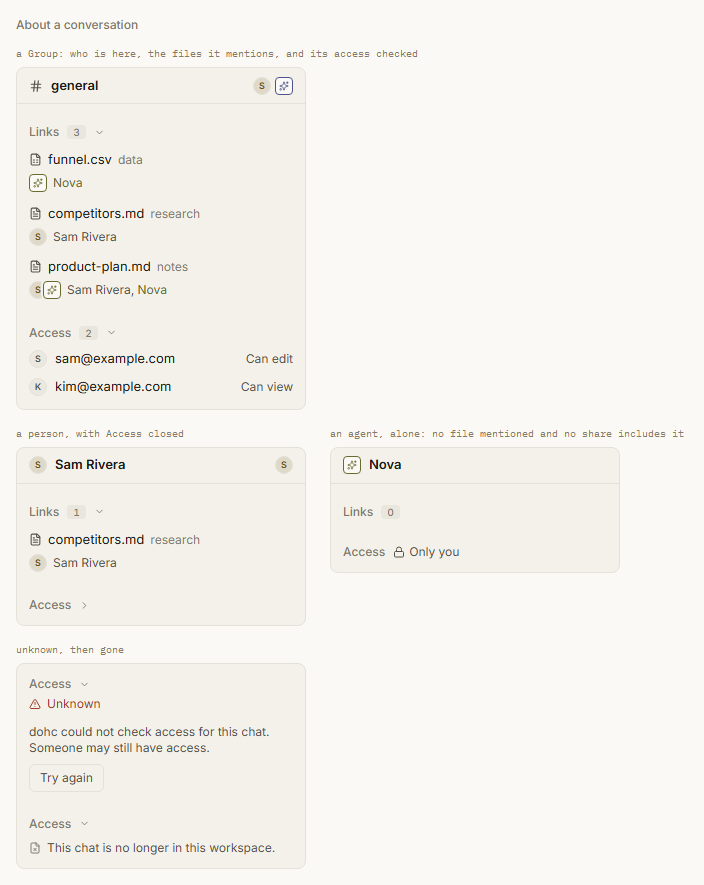 About a conversation
a Group: who is here, the files it mentions, and its access checked
# general S
Links 3
funnel.csv data
Nova
competitors.md research
S Sam Rivera
product-plan.md notes
S Sam Rivera, Nova
Access 2
S sam@example.com Can edit
K kim@example.com Can view
a person, with Access closed
S Sam Rivera S
Links 1
competitors.md research
S Sam Rivera
Access
an agent, alone: no file mentioned and no share includes it
Nova
Links 0
Access Only you
unknown, then gone
Access
Unknown
dohc could not check access for this chat.
Someone may still have access.
Try again
Access
This chat is no longer in this workspace.